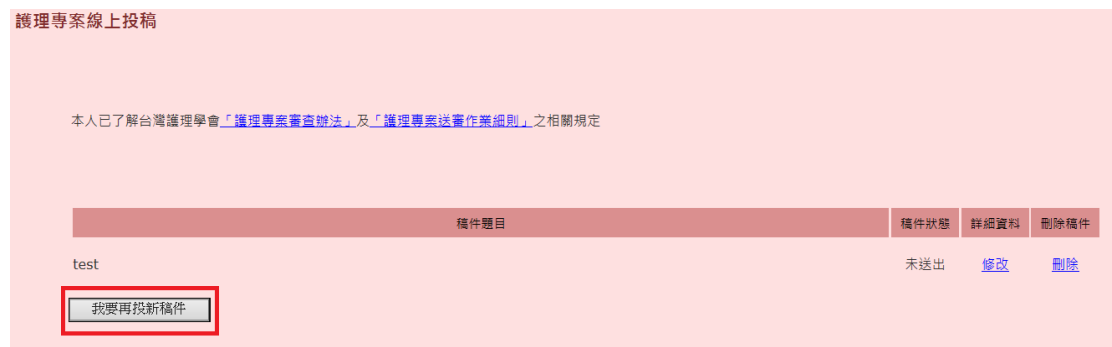 護理專案線上投稿
本人已了解台灣護理學會「護理專案審查辦法」及「護理專案送審作業細則」之相關規定
稿件題目 稿件狀態 詳細資料 刪除稿件
test 未送出 修改 刪除
我要再投新稿件